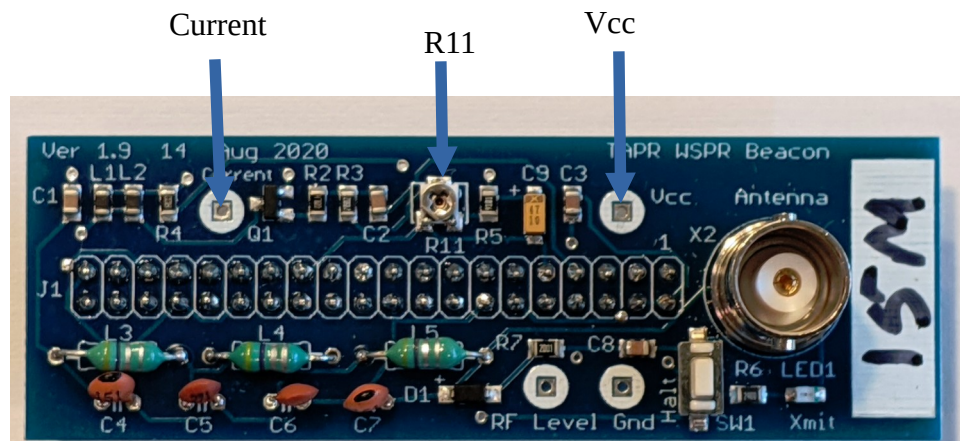 Current
R11
Vcc
Ver 1.9 14 Aug 2020
TAPR WSPR Beacon
C1
L1 L2
Current
R2 R3
C9 C3
Vcc
Antenna
R4
Q1
C2
R11
R5
1
X2
J1
L3
L4
L5
R7
C8
R6
LED1
D1
Halt
C4
C5
C6
C7
RF Level
Gnd
SW1
Xmit